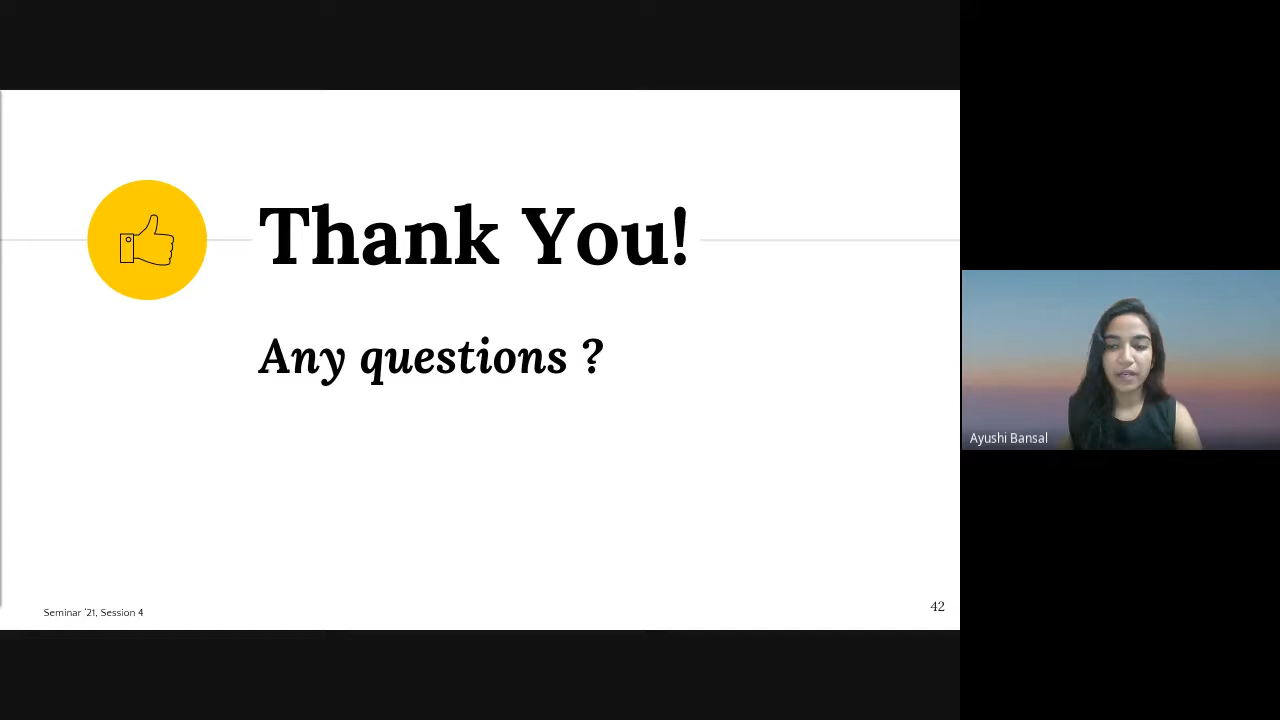 Thank You!
Any questions ?
Seminar '21, Session 4
42
Ayushi Bansal